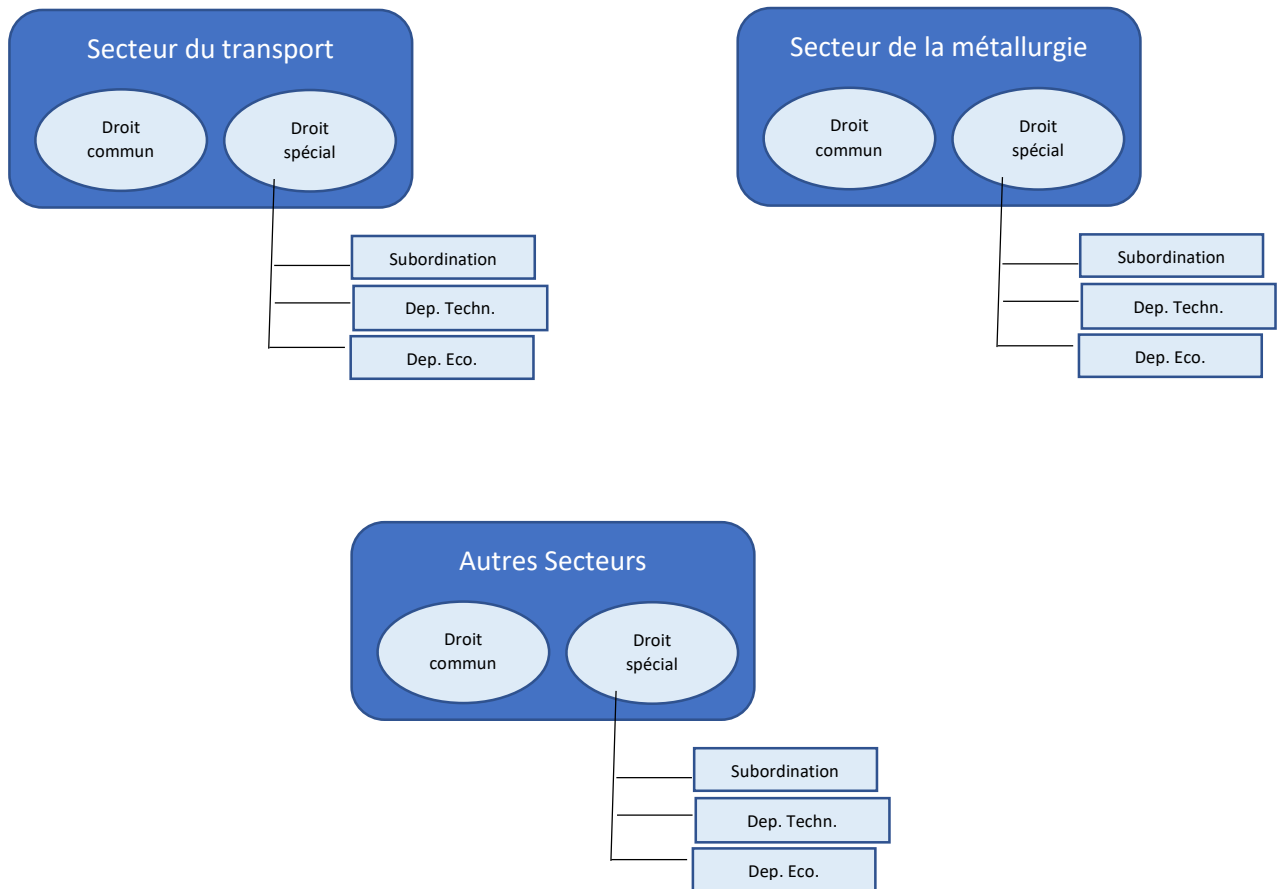 Secteur du transport
Droit
commun
Droit
spécial
Subordination
Dep. Techn.
Dep. Eco.
Secteur de la métallurgie
Droit
commun
Droit
spécial
Subordination
Dep. Techn.
Dep. Eco.
Autres Secteurs
Droit
commun
Droit
spécial
Subordination
Dep. Techn.
Dep. Eco.